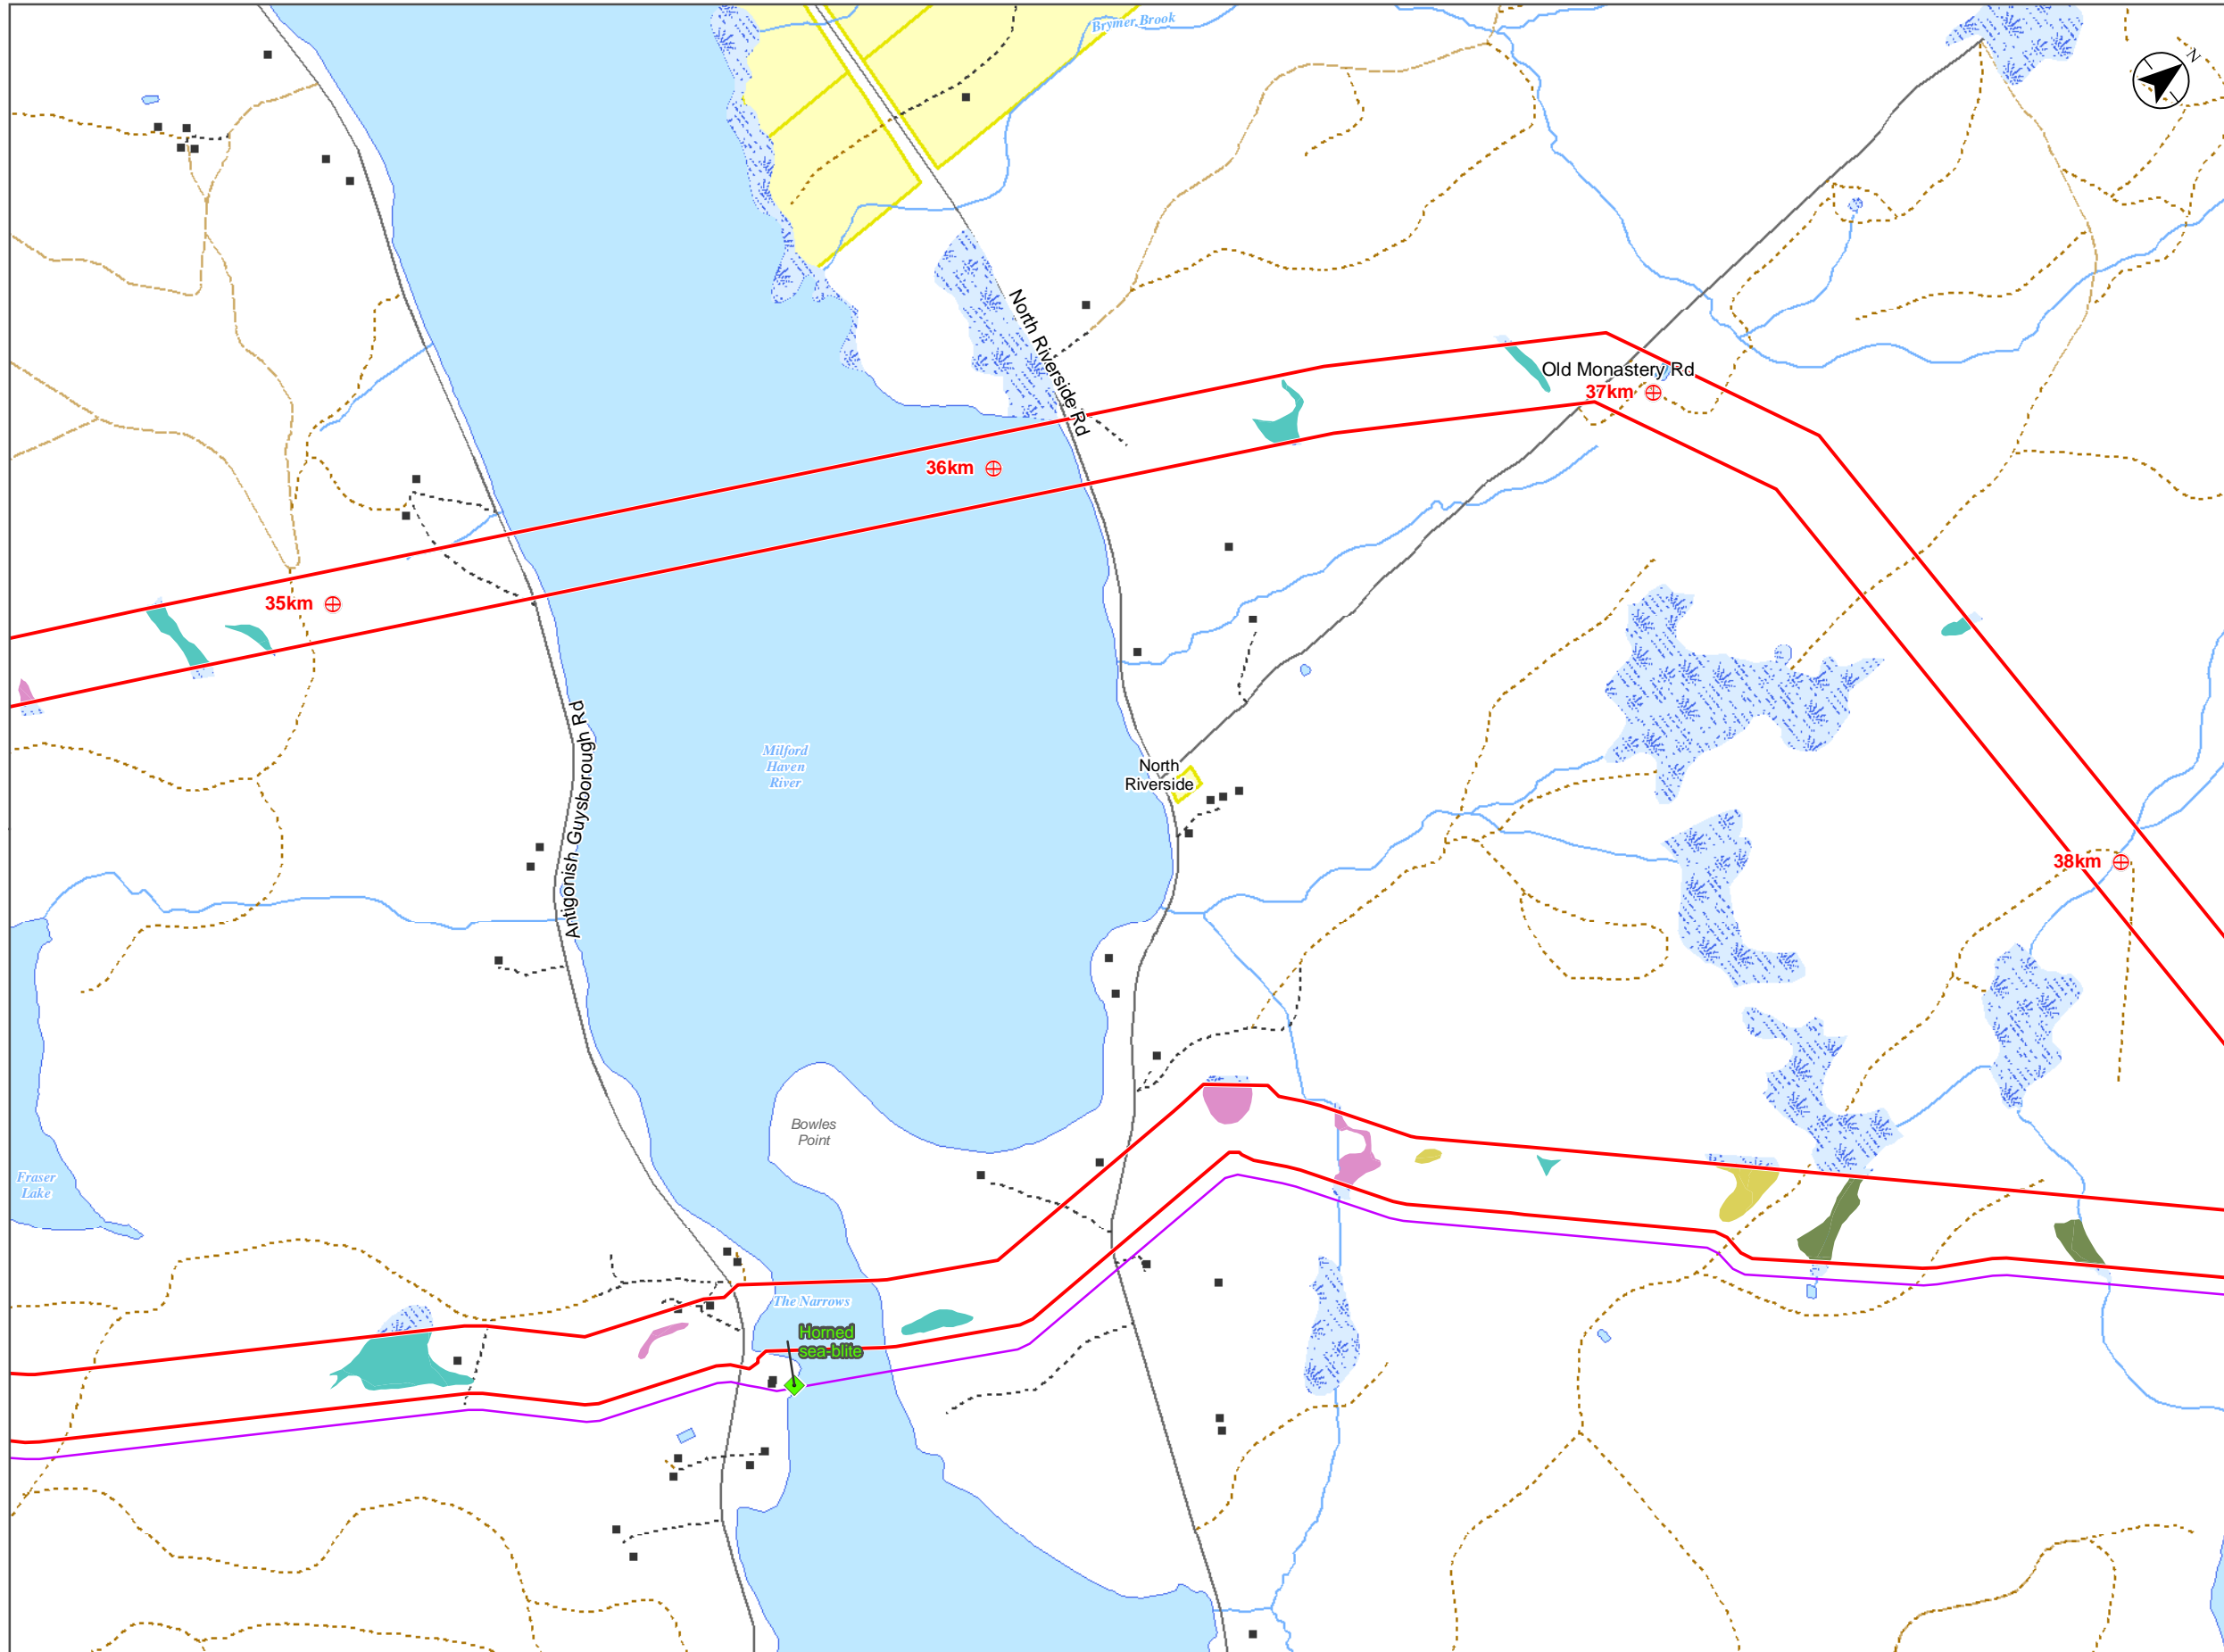 Brymer Brook
N
North Riverside Rd
Old Monastery Rd
37km
36km
35km
Antigonish Guysborough Rd
Milford
Haven
River
North
Riverside
38km
Bowles
Point
Fraser
Lake
The Narrows
Horned
sea-blite